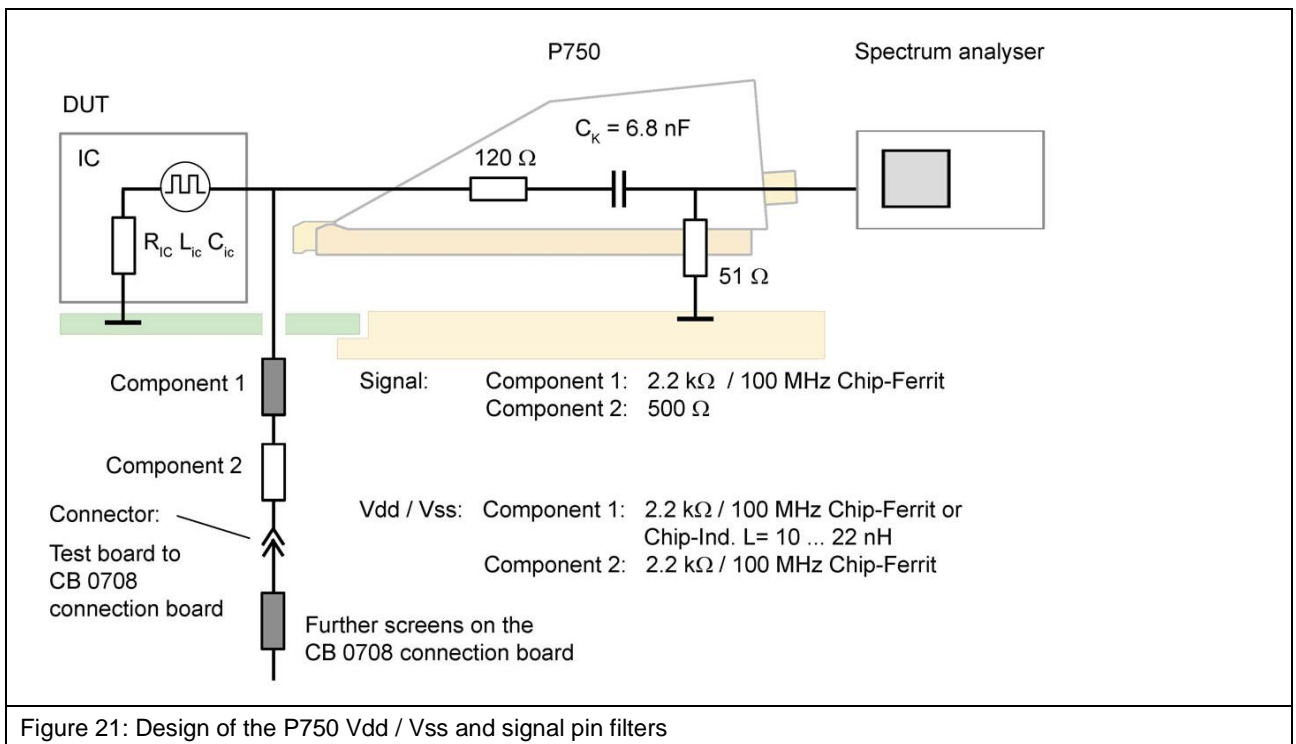 P750
Spectrum analyser
DUT
IC
C_K = 6.8 nF
120 Ω
R_IC L_ic C_ic
51 Ω
Component 1
Signal: Component 1: 2.2 kΩ / 100 MHz Chip-Ferrit
Component 2: 500 Ω
Component 2
Connector:
Test board to
CB 0708
connection board
Vdd / Vss: Component 1: 2.2 kΩ / 100 MHz Chip-Ferrit or
Chip-Ind. L= 10 ... 22 nH
Component 2: 2.2 kΩ / 100 MHz Chip-Ferrit
Further screens on the
CB 0708 connection board
Figure 21: Design of the P750 Vdd / Vss and signal pin filters